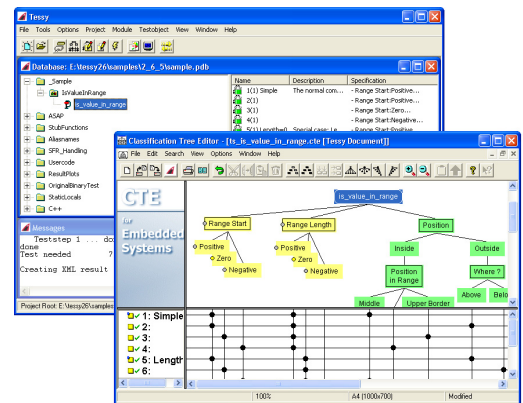 Tessy
File Tools Options Project Module Testobject View Window Help
Database: E:\tessy26\samples\2_6_5\sample.pdb
_Sample
IsValueInRange
is_value_in_range
ASAP
StubFunctions
Aliasnames
SFR_Handling
Usercode
ResultPlots
OriginalBinaryTest
StaticLocals
C++
Name Description Specification
1(1) Simple The normal com... - Range Start:Positive...
2(1) - Range Start:Positive...
3(1) - Range Start:Zero...
4(1) - Range Start:Negative...
5(1) Length=0 Special case: Le... - Range Start:Positive...
Messages
Teststep 1 ... do
done
Test needed 7
Creating XML result
Project Root: E:\tessy26\samples
Classification Tree Editor - [ts_is_value_in_range.cte [Tessy Document]]
File Edit Search View Options Window Help
CTE
for
Embedded
Systems
is_value_in_range
Range Start Range Length Position
Positive Positive Inside Outside
Zero Zero Position in Range Where ?
Negative Negative
Middle Upper Border Above Belo
1: Simple
2:
3:
4:
5: Length
6:
100% A4 (1000x700) Modified